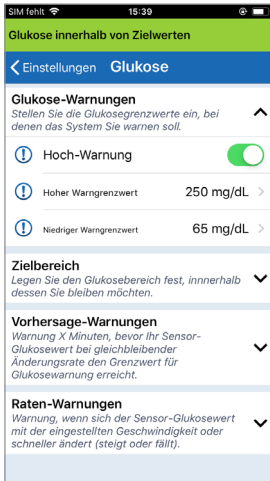 SIM fehlt 15:39
Glukose innerhalb von Zielwerten
Einstellungen Glukose
Glukose-Warnungen
Stellen Sie die Glukosegrenzwerte ein, bei
denen das System Sie warnen soll.
Hoch-Warnung
Hoher Warngrenzwert 250 mg/dL
Niedriger Warngrenzwert 65 mg/dL
Zielbereich
Legen Sie den Glukosebereich fest, innnerhalb
dessen Sie bleiben möchten.
Vorhersage-Warnungen
Warnung X Minuten, bevor Ihr Sensor-
Glukosewert bei gleichbleibender
Änderungsrate den Grenzwert für
Glukosewarnung erreicht.
Raten-Warnungen
Warnung, wenn sich der Sensor-Glukosewert
mit der eingestellten Geschwindigkeit oder
schneller ändert (steigt oder fällt).